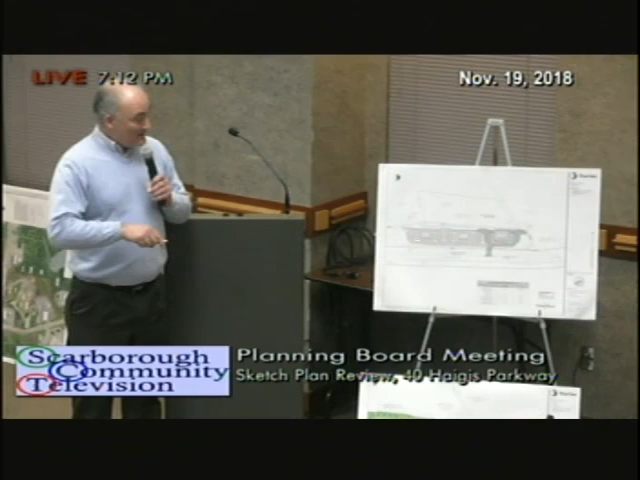 LIVE 7:12 PM
Nov. 19, 2018
Scarborough
Community
Television
Planning Board Meeting
Sketch Plan Review, 40 Haigis Parkway